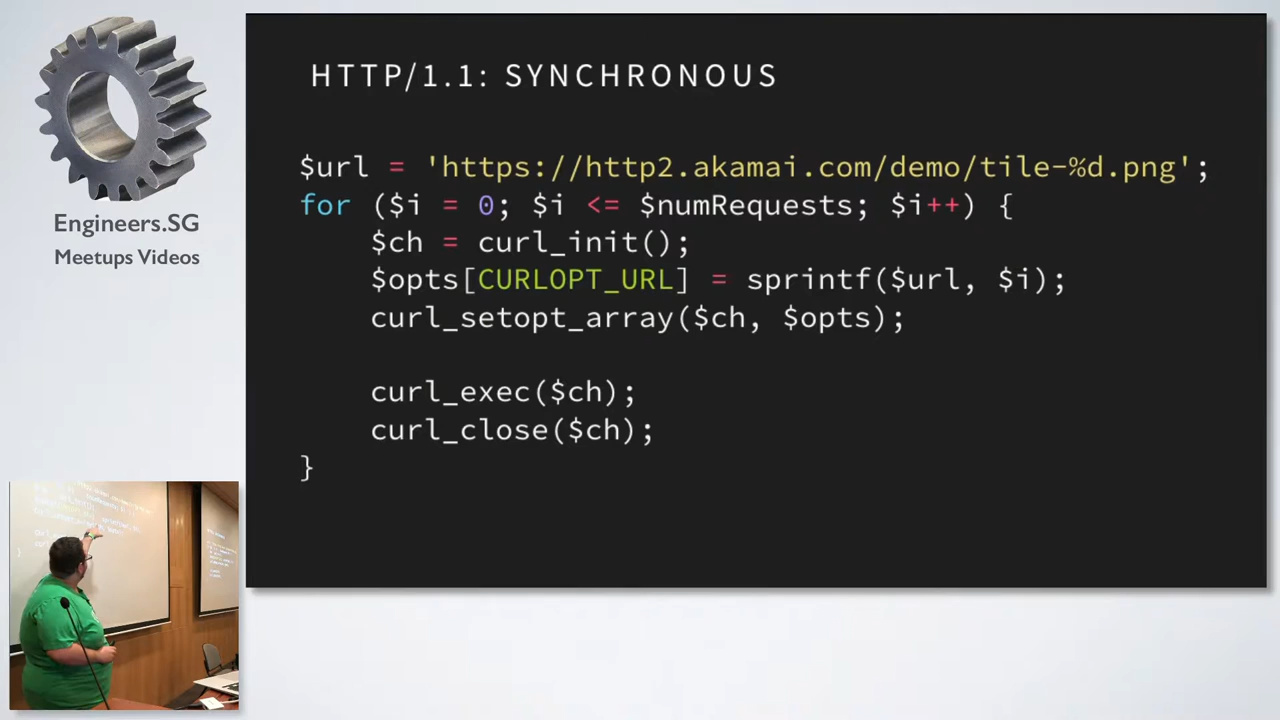 Engineers.SG
Meetups Videos
HTTP/1.1: SYNCHRONOUS
$url = 'https://http2.akamai.com/demo/tile-%d.png';
for ($i = 0; $i <= $numRequests; $i++) {
    $ch = curl_init();
    $opts[CURLOPT_URL] = sprintf($url, $i);
    curl_setopt_array($ch, $opts);
    curl_exec($ch);
    curl_close($ch);
}